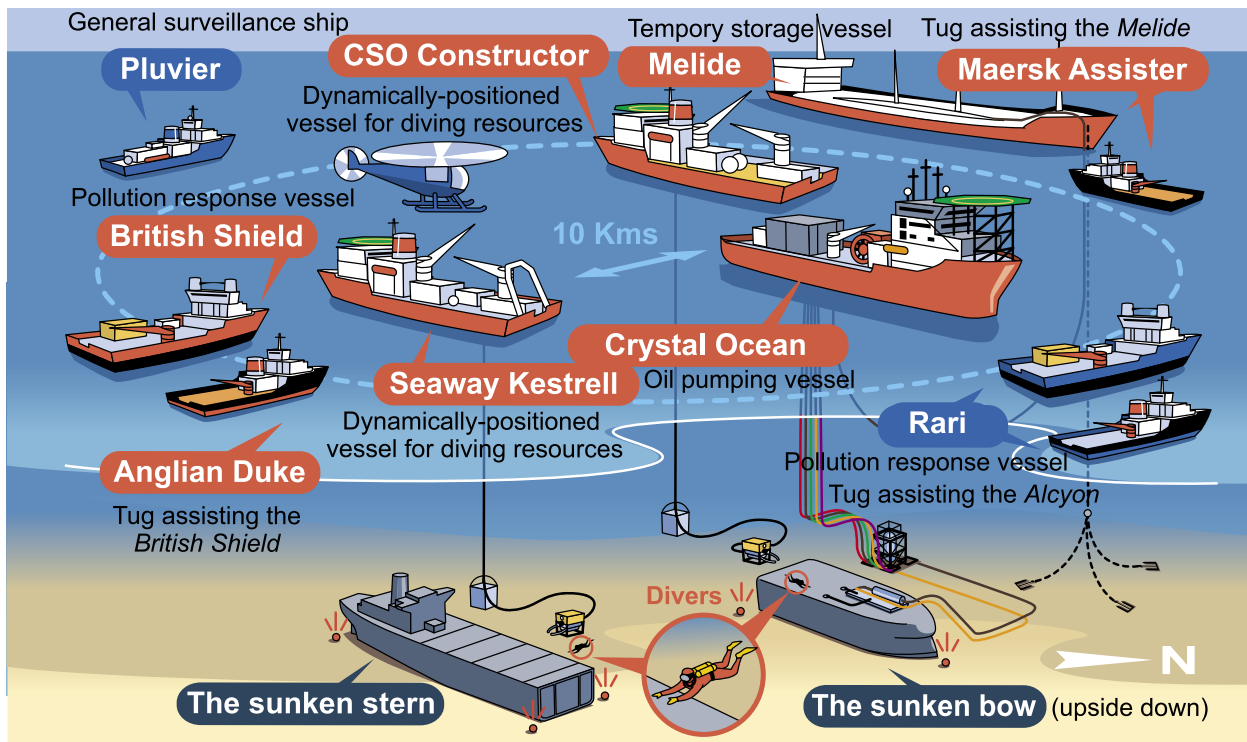 General surveillance ship
Pluvier
CSO Constructor
Dynamically-positioned
vessel for diving resources
Tempory storage vessel
Melide
Tug assisting the Melide
Maersk Assister
Pollution response vessel
British Shield
10 Kms
Crystal Ocean
Oil pumping vessel
Seaway Kestrell
Dynamically-positioned
vessel for diving resources
Rari
Pollution response vessel
Tug assisting the Alcyon
Anglian Duke
Tug assisting the
British Shield
Divers
N
The sunken stern
The sunken bow (upside down)